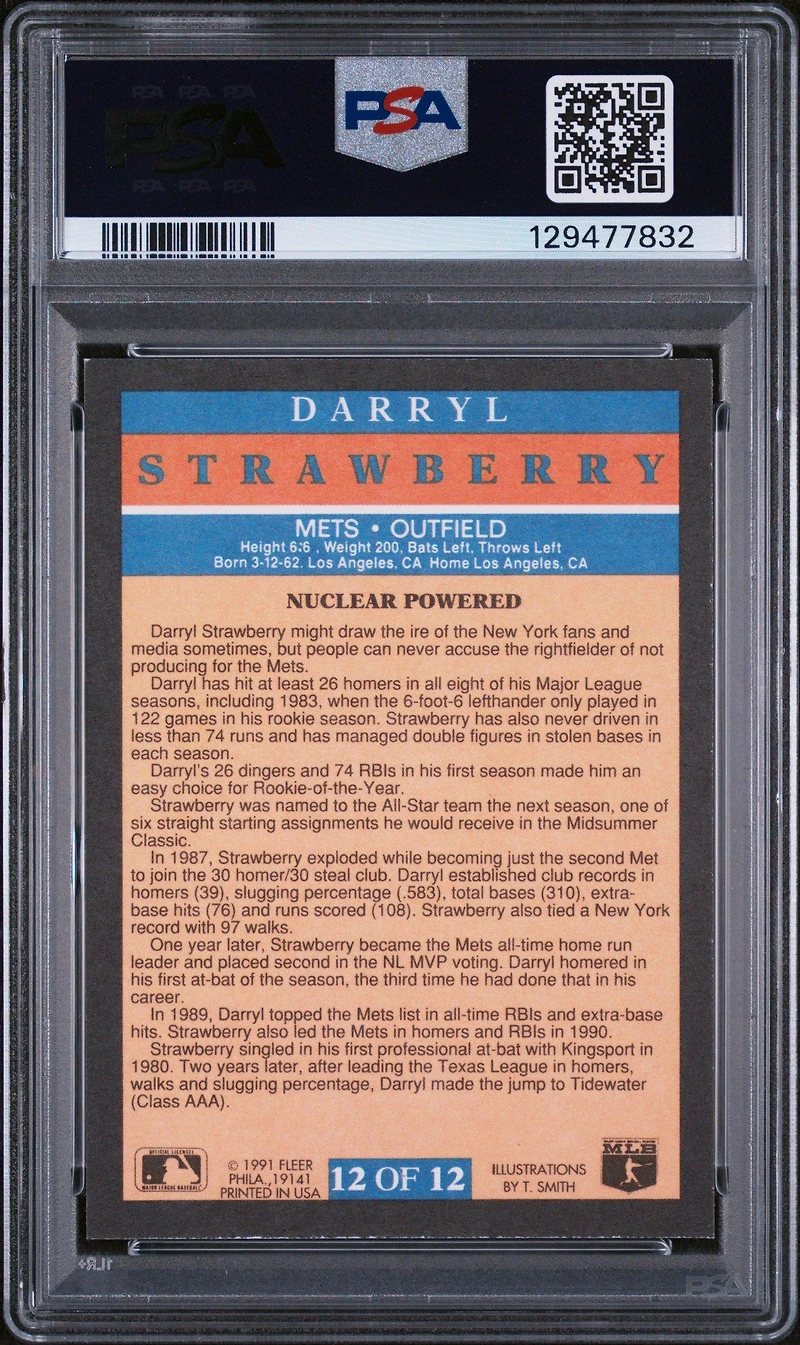 PSA PSA PSA
PSA
PSA PSA PSA
PSA
129477832
DARRYL
STRAWBERRY
METS • OUTFIELD
Height 6:6 , Weight 200, Bats Left, Throws Left
Born 3-12-62, Los Angeles, CA Home Los Angeles, CA
NUCLEAR POWERED
Darryl Strawberry might draw the ire of the New York fans and
media sometimes, but people can never accuse the rightfielder of not
producing for the Mets.
Darryl has hit at least 26 homers in all eight of his Major League
seasons, including 1983, when the 6-foot-6 lefthander only played in
122 games in his rookie season. Strawberry has also never driven in
less than 74 runs and has managed double figures in stolen bases in
each season.
Darryl's 26 dingers and 74 RBIs in his first season made him an
easy choice for Rookie-of-the-Year.
Strawberry was named to the All-Star team the next season, one of
six straight starting assignments he would receive in the Midsummer
Classic.
In 1987, Strawberry exploded while becoming just the second Met
to join the 30 homer/30 steal club. Darryl established club records in
homers (39), slugging percentage (.583), total bases (310), extra-
base hits (76) and runs scored (108). Strawberry also tied a New York
record with 97 walks.
One year later, Strawberry became the Mets all-time home run
leader and placed second in the NL MVP voting. Darryl homered in
his first at-bat of the season, the third time he had done that in his
career.
In 1989, Darryl topped the Mets list in all-time RBIs and extra-base
hits. Strawberry also led the Mets in homers and RBIs in 1990.
Strawberry singled in his first professional at-bat with Kingsport in
1980. Two years later, after leading the Texas League in homers,
walks and slugging percentage, Darryl made the jump to Tidewater
(Class AAA).
OFFICIAL LICENSEE
MAJOR LEAGUE BASEBALL
© 1991 FLEER
PHILA., 19141
PRINTED IN USA
12 OF 12
ILLUSTRATIONS
BY T. SMITH
MLB
1LR+
PSA